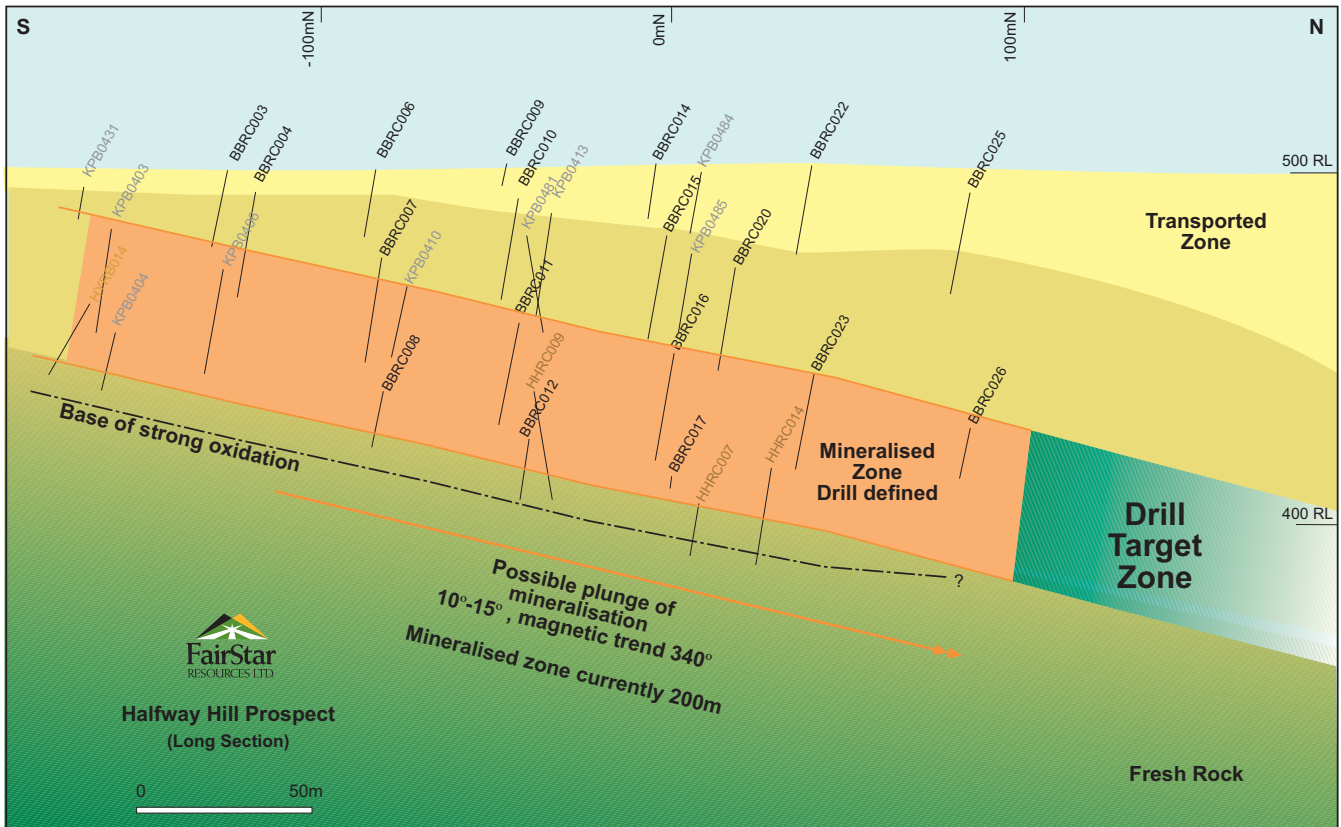 S
-100mN
0mN
100mN
N
KPB0431
KPB0403
BBRC003
BBRC004
BBRC006
BBRC009
BBRC010
KPB0481
KPB0413
BBRC014
KPB0484
BBRC015
KPB0485
BBRC022
BBRC025
500 RL
Transported
Zone
KPB0404
BBRC007
KPB0410
BBRC011
BBRC020
BBRC016
BBRC008
HHRC009
BBRC012
BBRC023
BBRC026
BBRC017
HHRC007
HHRC014
Mineralised
Zone
Drill defined
Drill
Target
Zone
400 RL
Base of strong oxidation
?
Possible plunge of
mineralisation
10°-15°, magnetic trend 340°
Mineralised zone currently 200m
FairStar
RESOURCES LTD.
Halfway Hill Prospect
(Long Section)
0
50m
Fresh Rock